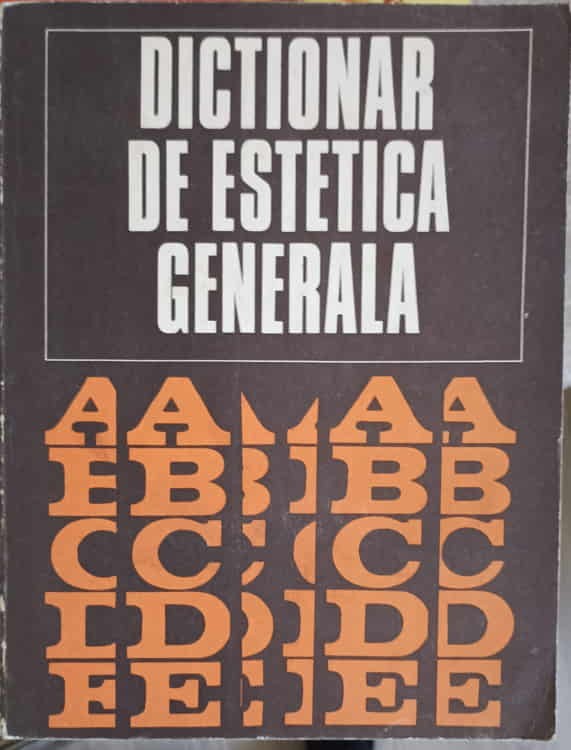 DICTIONAR
DE ESTETICA
GENERALA
A A A A A
E B B I B B
C C C C C C
D D D I D D
E E E I E E